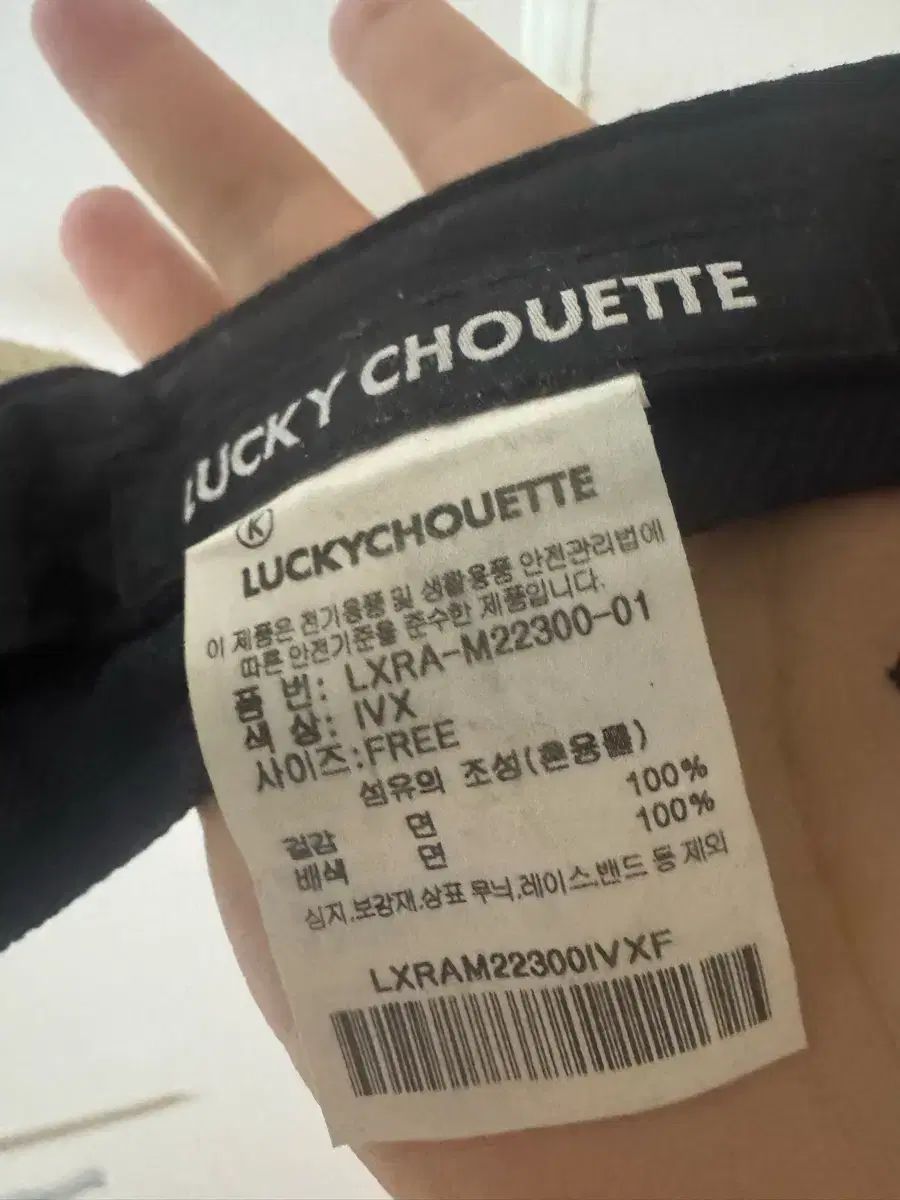 LUCKY CHOUETTE
K
LUCKYCHOUETTE
이 제품은 전기용품 및 생활용품 안전관리법에
따른 안전기준을 준수한 제품입니다.
품 번: LXRA-M22300-01
색 상: IVX
사이즈:FREE
섬유의 조성(혼용률)
겉감 면 100%
배색 면 100%
심지.보강재.상표 무늬.레이스.밴드 등 제외
LXRAM22300IVXF